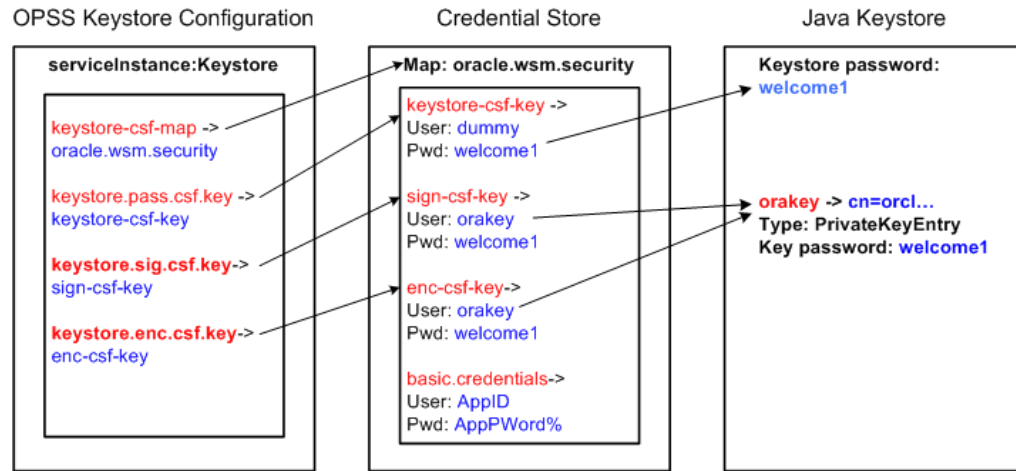 OPSS Keystore Configuration
serviceInstance:Keystore
keystore-csf-map ->
oracle.wsm.security
keystore.pass.csf.key ->
keystore-csf-key
keystore.sig.csf.key->
sign-csf-key
keystore.enc.csf.key->
enc-csf-key
Credential Store
Map: oracle.wsm.security
keystore-csf-key ->
User: dummy
Pwd: welcome1
sign-csf-key ->
User: orakey
Pwd: welcome1
enc-csf-key->
User: orakey
Pwd: welcome1
basic.credentials->
User: AppID
Pwd: AppPWord%
Java Keystore
Keystore password:
welcome1
orakey -> cn=orcl...
Type: PrivateKeyEntry
Key password: welcome1